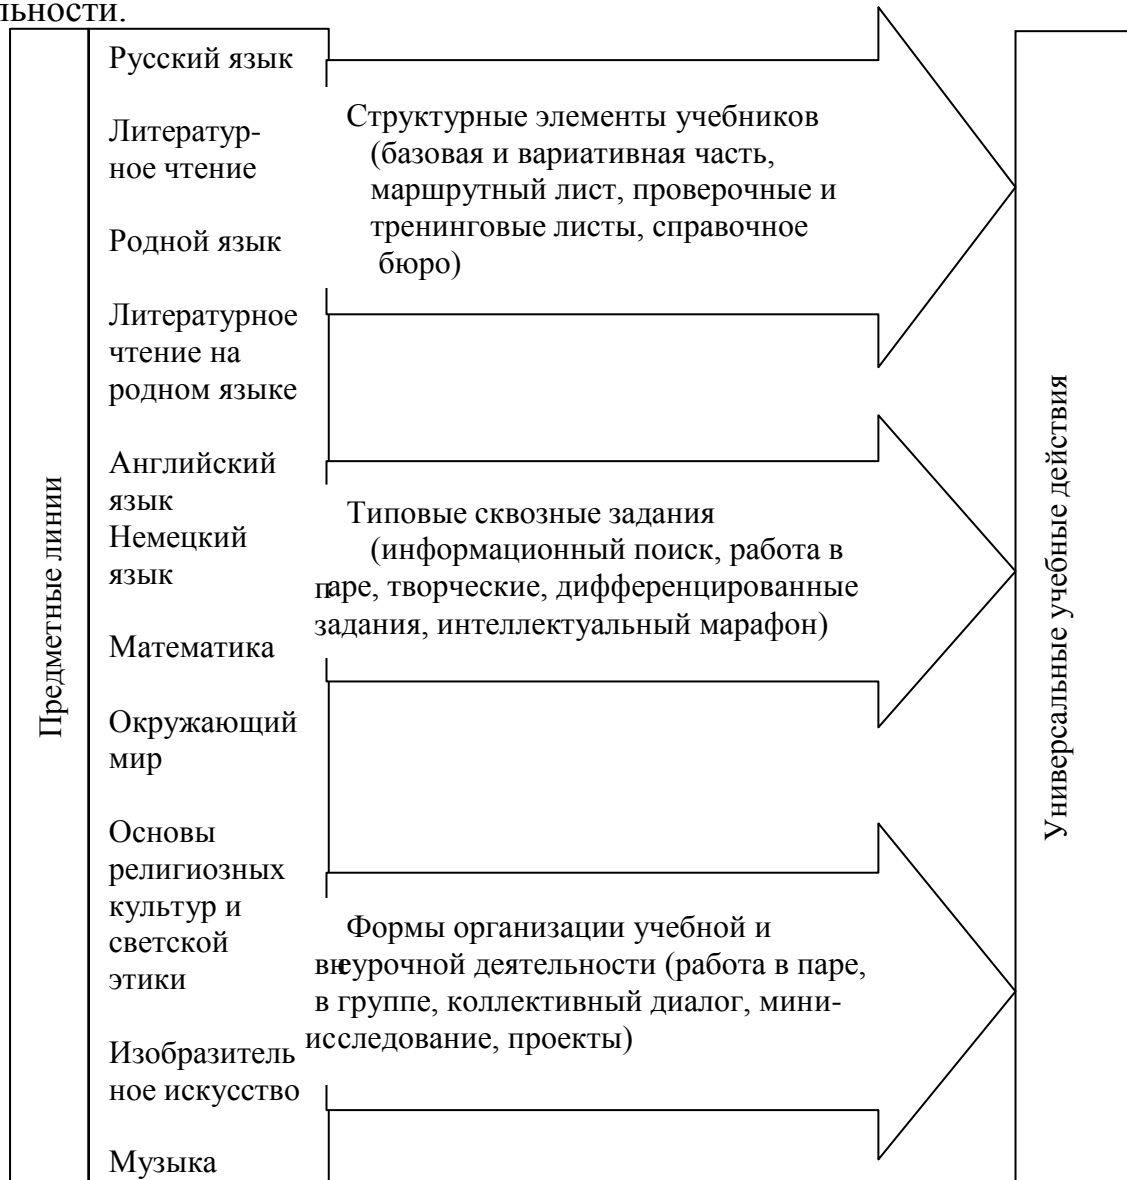 льности.
Предметные линии
Русский язык
Литератур-
ное чтение
Родной язык
Литературное
чтение на
родном языке
Английский
язык
Немецкий
язык
Математика
Окружающий
мир
Основы
религиозных
культур и
светской
этики
Изобразитель
ное искусство
Музыка
Структурные элементы учебников
(базовая и вариативная часть,
маршрутный лист, проверочные и
тренинговые листы, справочное
бюро)
Типовые сквозные задания
(информационный поиск, работа в
паре, творческие, дифференцированные
задания, интеллектуальный марафон)
Формы организации учебной и
внеурочной деятельности (работа в паре,
в группе, коллективный диалог, мини-
исследование, проекты)
Универсальные учебные действия